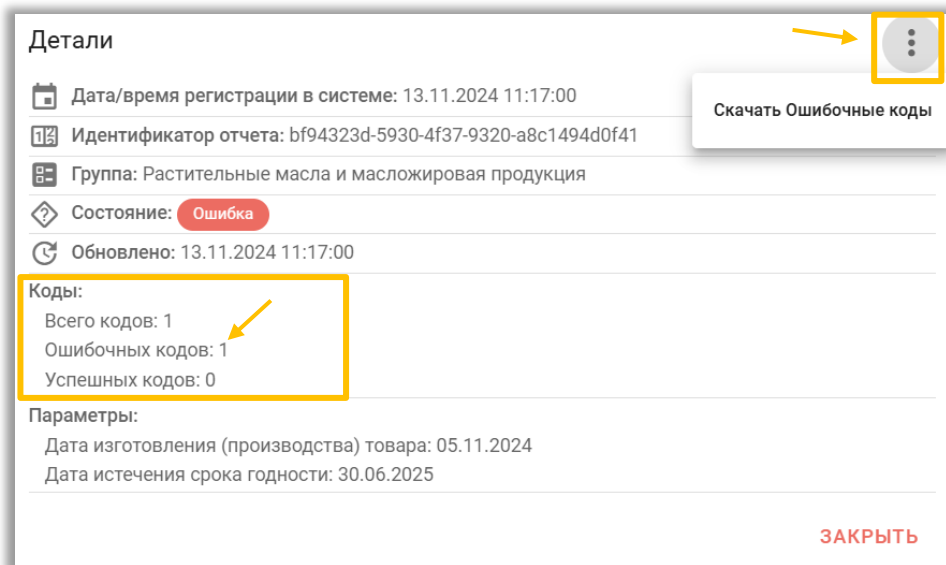 Детали
Скачать Ошибочные коды
Дата/время регистрации в системе: 13.11.2024 11:17:00
Идентификатор отчета: bf94323d-5930-4f37-9320-a8c1494d0f41
Группа: Растительные масла и масложировая продукция
Состояние: Ошибка
Обновлено: 13.11.2024 11:17:00
Коды:
Всего кодов: 1
Ошибочных кодов: 1
Успешных кодов: 0
Параметры:
Дата изготовления (производства) товара: 05.11.2024
Дата истечения срока годности: 30.06.2025
ЗАКРЫТЬ